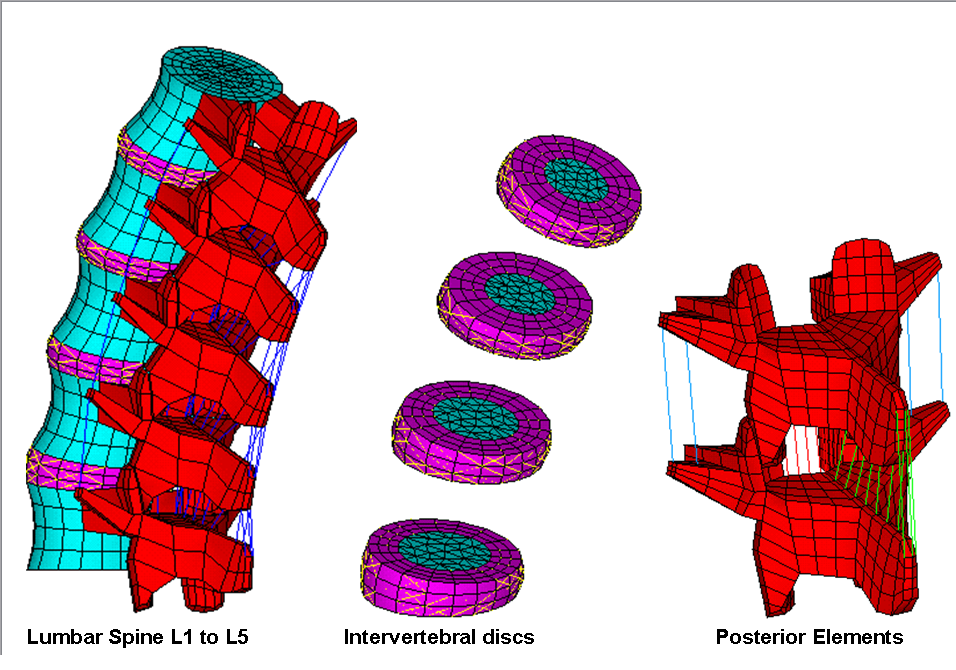 Lumbar Spine L1 to L5
Intervertebral discs
Posterior Elements